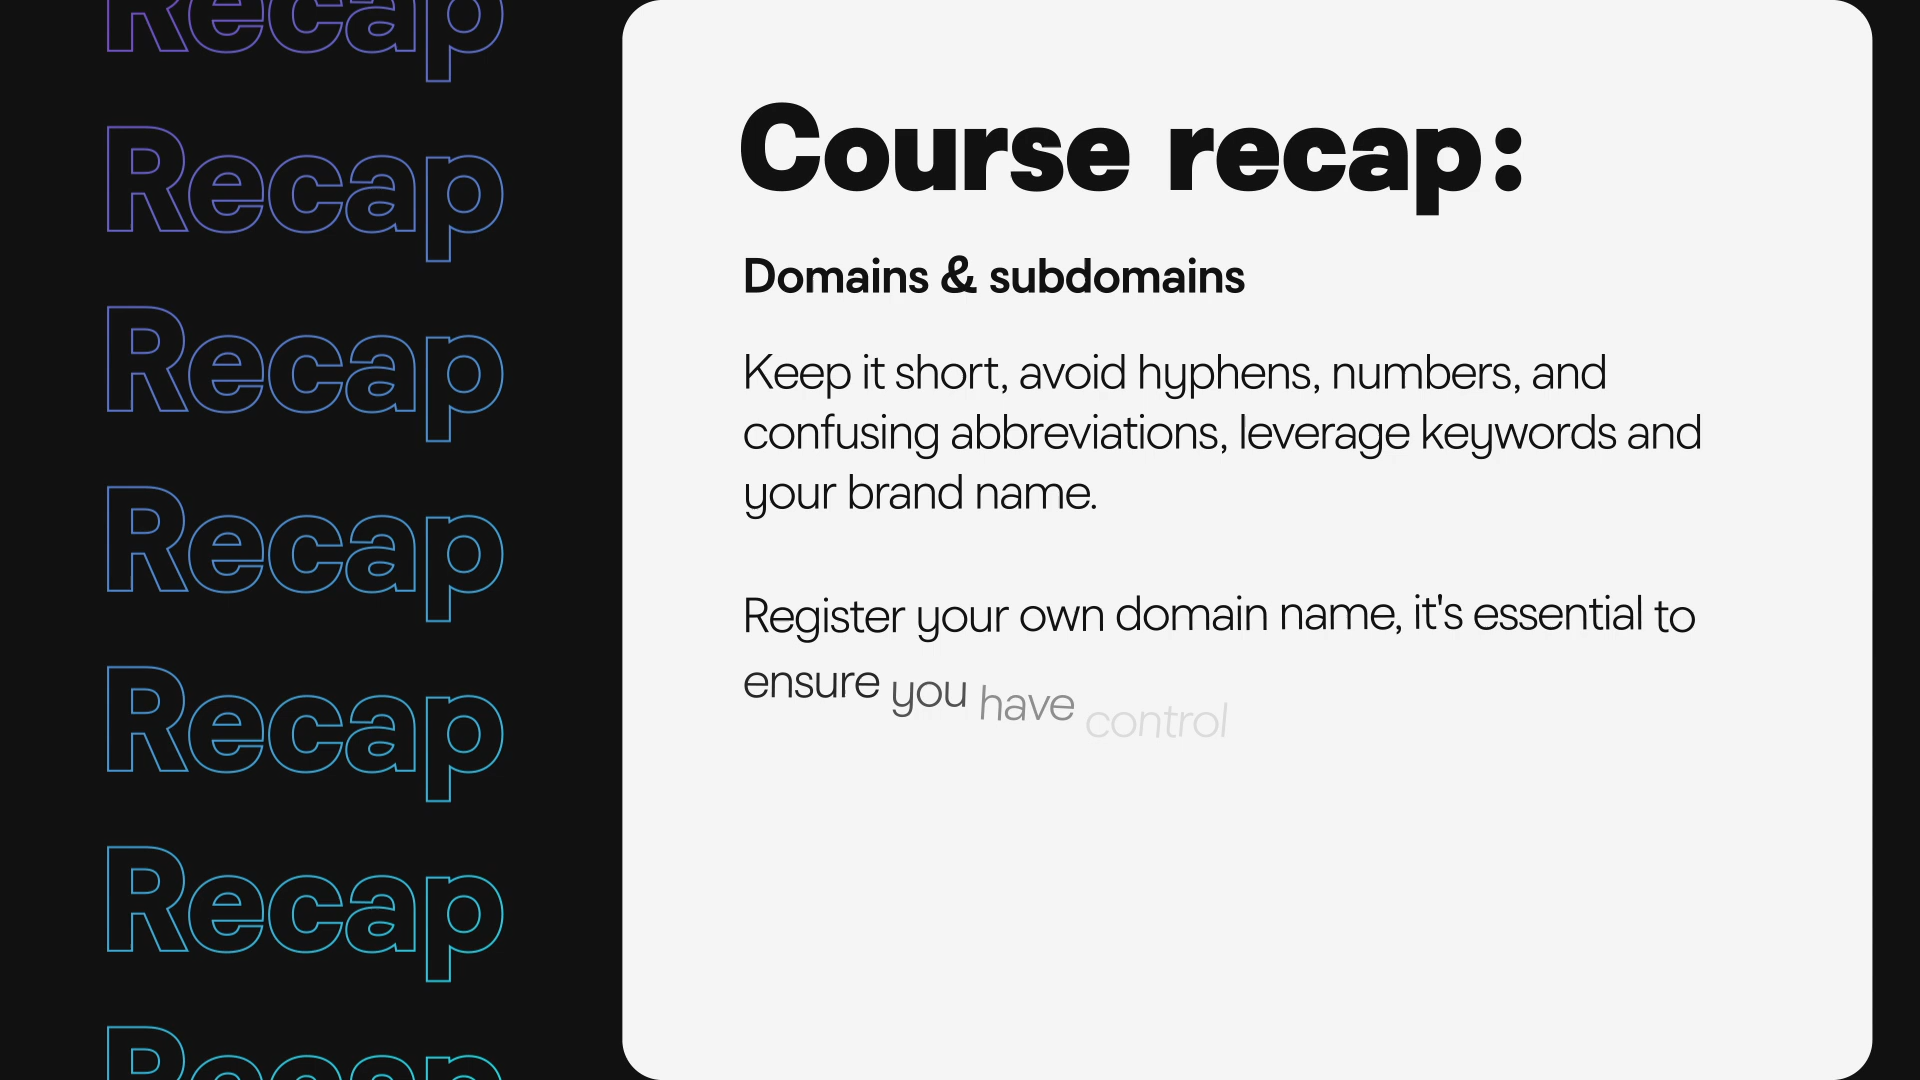 Recap
Recap
Recap
Recap
Recap
Recap
Recap
Course recap:
Domains & subdomains
Keep it short, avoid hyphens, numbers, and
confusing abbreviations, leverage keywords and
your brand name.
Register your own domain name, it's essential to
ensure you have control